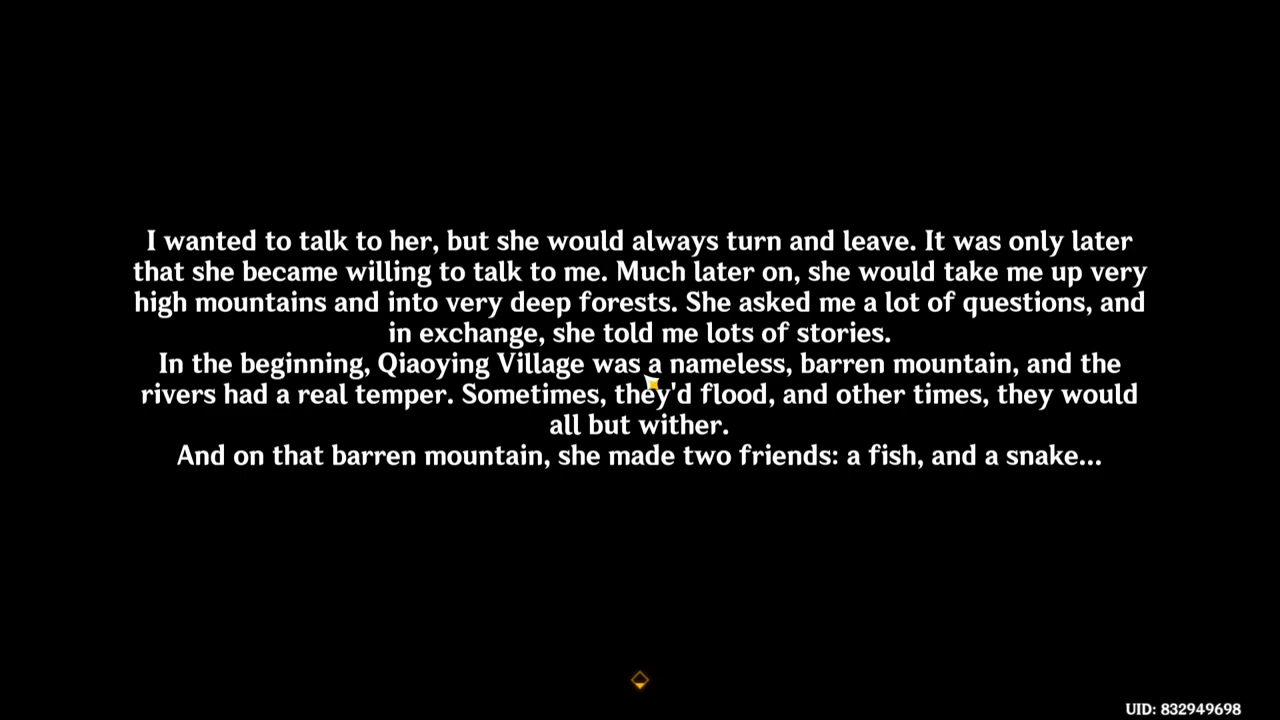 I wanted to talk to her, but she would always turn and leave. It was only later
that she became willing to talk to me. Much later on, she would take me up very
high mountains and into very deep forests. She asked me a lot of questions, and
in exchange, she told me lots of stories.
In the beginning, Qiaoying Village was a nameless, barren mountain, and the
rivers had a real temper. Sometimes, they'd flood, and other times, they would
all but wither.
And on that barren mountain, she made two friends: a fish, and a snake...
UID: 832949698